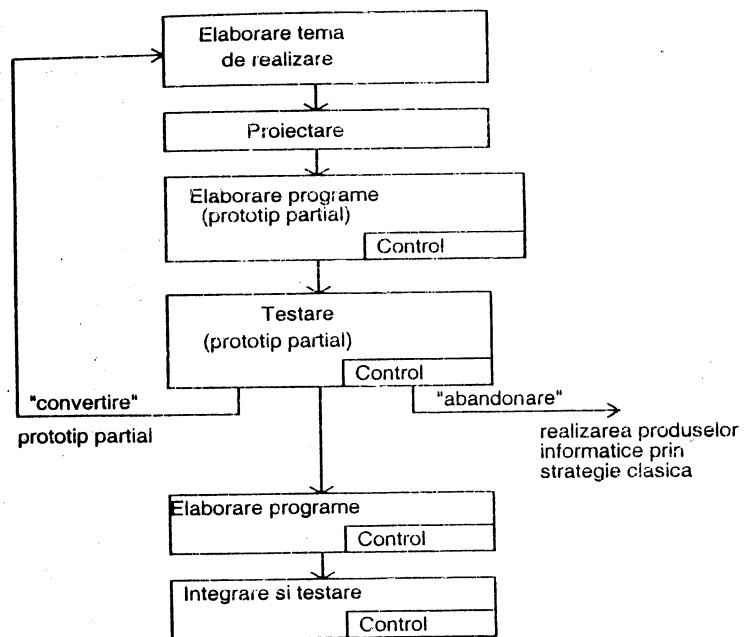 Elaborare tema
de realizare
Proiectare
Elaborare programe
(prototip partial)
Control
Testare
(prototip partial)
Control
"convertire"
prototip partial
"abandonare"
realizarea produselor
informatice prin
strategie clasica
Elaborare programe
Control
Integrare si testare
Control